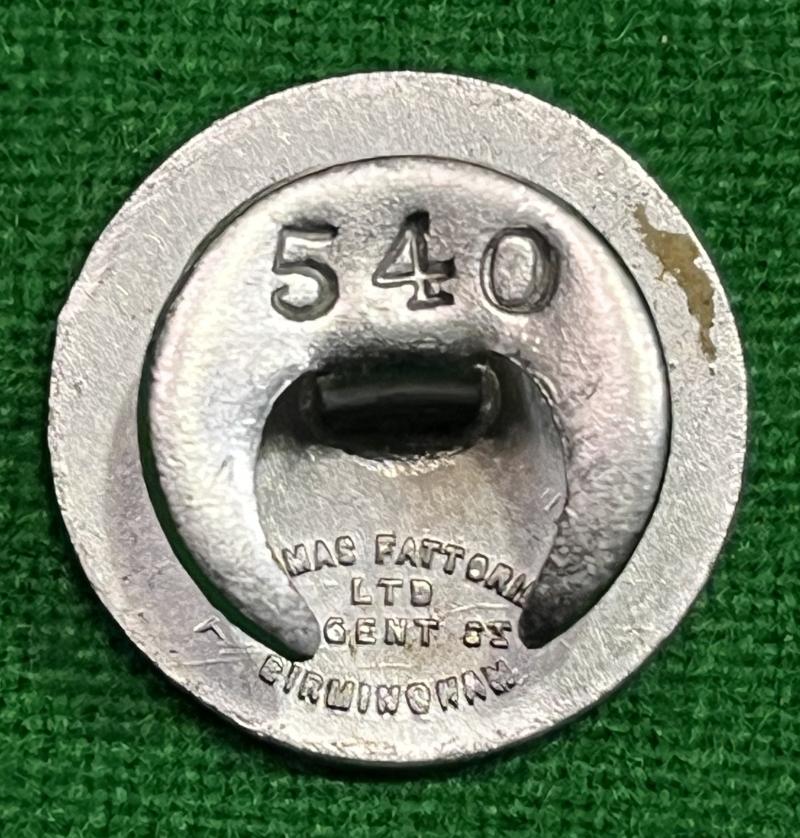 540
MAS FATTORI
LTD
GENT ST
BIRMINGHAM